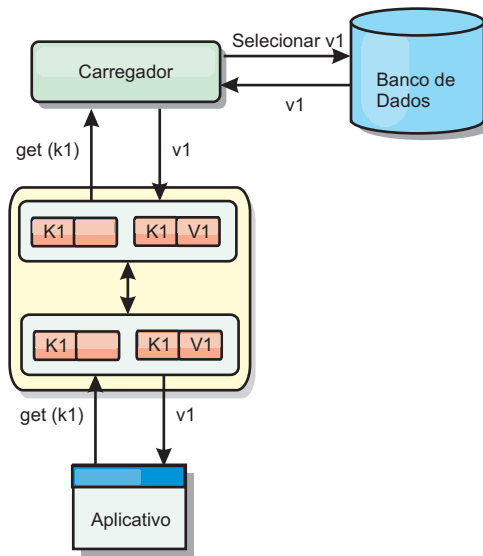 Selecionar v1
Carregador
Banco de
Dados
v1
get (k1)
v1
K1
K1 V1
K1
K1 V1
get (k1)
v1
Aplicativo